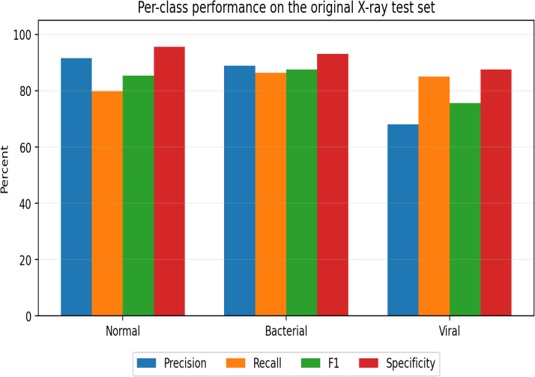 Per-class performance on the original X-ray test set
100
80
60
40
20
0
Percent
Normal Bacterial Viral
Precision Recall F1 Specificity